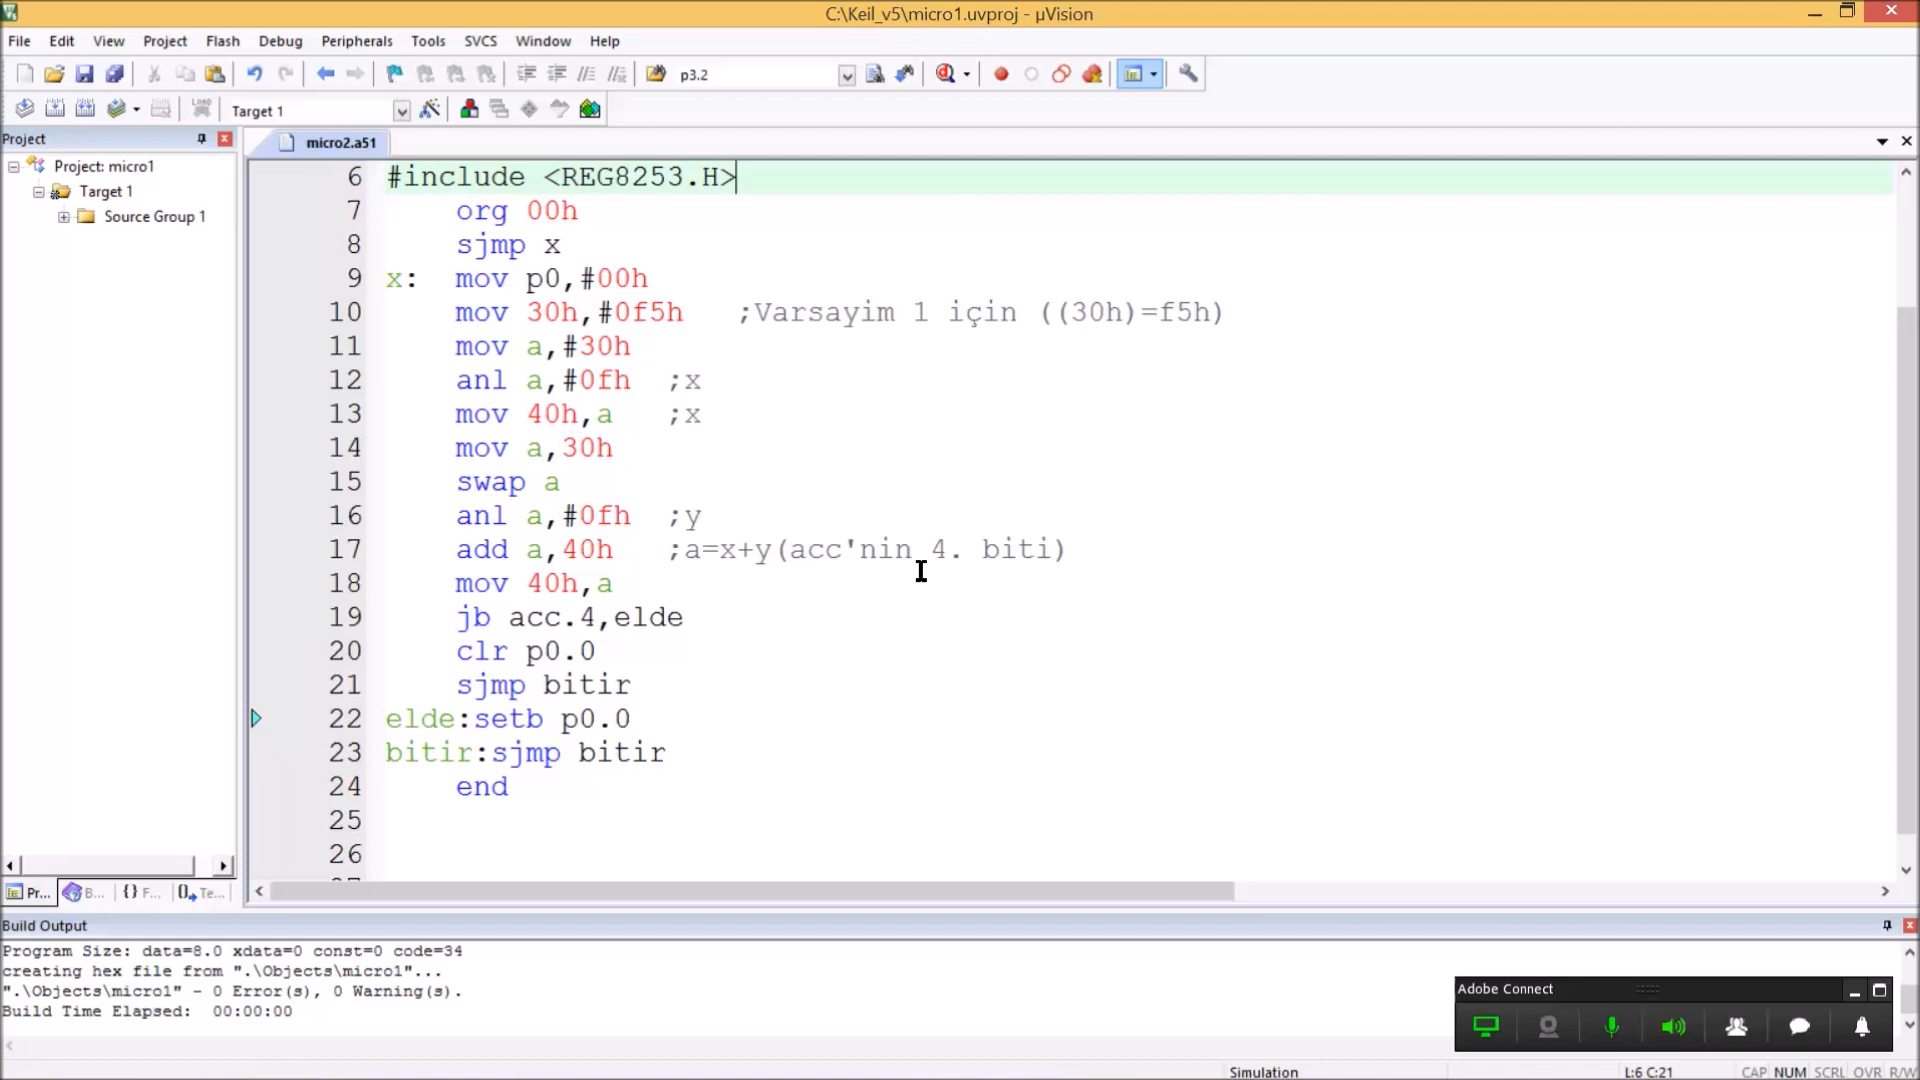 C:\Keil_v5\micro1.uvproj - µVision
File Edit View Project Flash Debug Peripherals Tools SVCS Window Help
p3.2
LOAD Target 1
Project
micro2.a51
Project: micro1
Target 1
Source Group 1
6 #include <REG8253.H>
7 org 00h
8 sjmp x
9 x: mov p0,#00h
10 mov 30h,#0f5h ;Varsayim 1 için ((30h)=f5h)
11 mov a,#30h
12 anl a,#0fh ;x
13 mov 40h,a ;x
14 mov a,30h
15 swap a
16 anl a,#0fh ;y
17 add a,40h ;a=x+y(acc'nin 4. biti)
18 mov 40h,a
19 jb acc.4,elde
20 clr p0.0
21 sjmp bitir
22 elde:setb p0.0
23 bitir:sjmp bitir
24 end
25
26
Pr... B... {} F... Te...
Build Output
Program Size: data=8.0 xdata=0 const=0 code=34
creating hex file from ".\Objects\micro1"...
".\Objects\micro1" - 0 Error(s), 0 Warning(s).
Build Time Elapsed: 00:00:00
Adobe Connect
Simulation L:6 C:21 CAP NUM SCRL OVR R/W